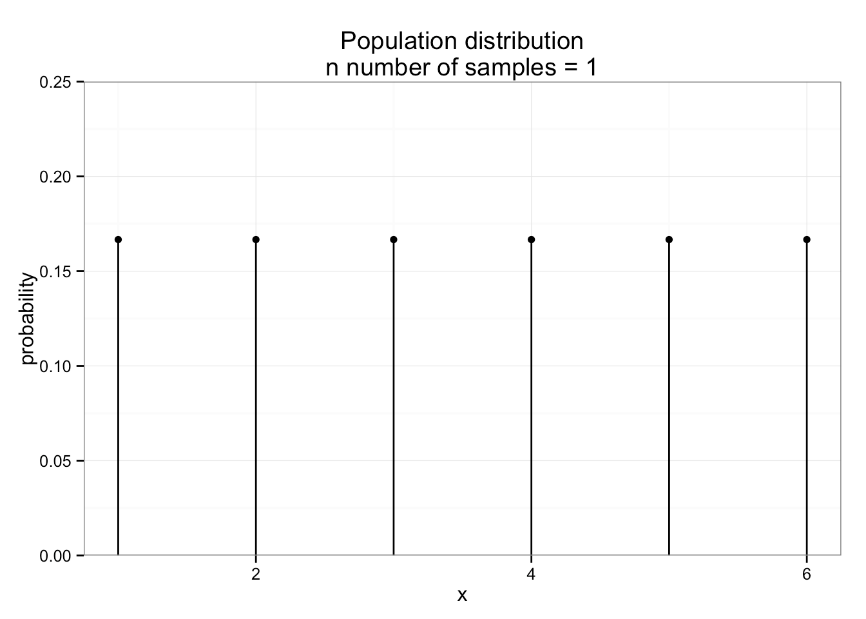 Population distribution
n number of samples = 1
0.25
0.20
0.15
0.10
0.05
0.00
probability
2 4 6
x